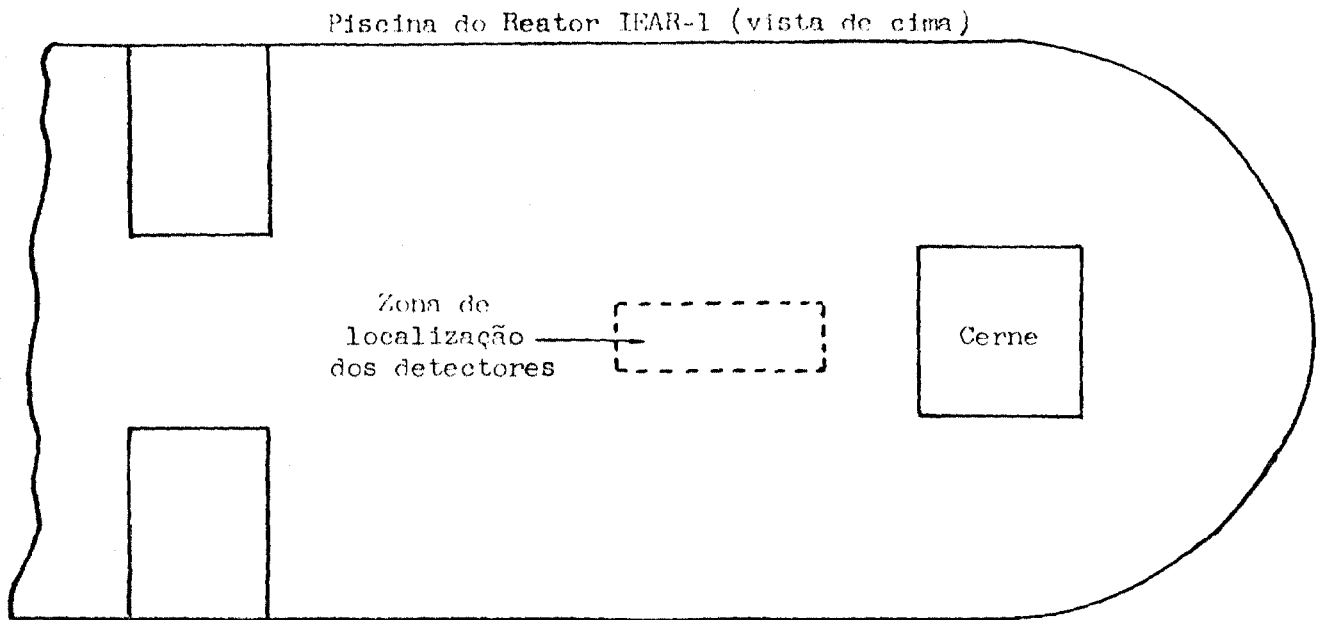 Piscina do Reator IEAR-1 (vista de cima)
Zona de
localização
dos detectores
Cerne